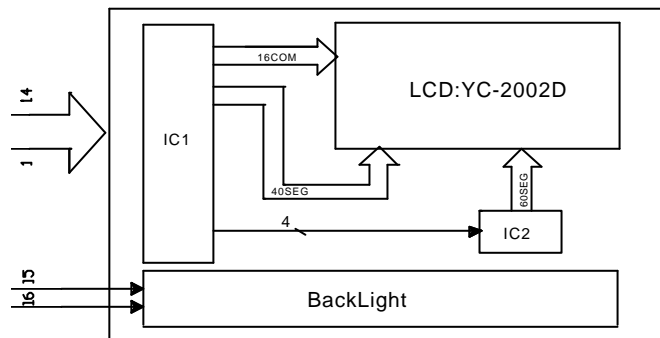 16COM
LCD:YC-2002D
14
IC1
1
40SEG
60SEG
4
IC2
15
16
BackLight